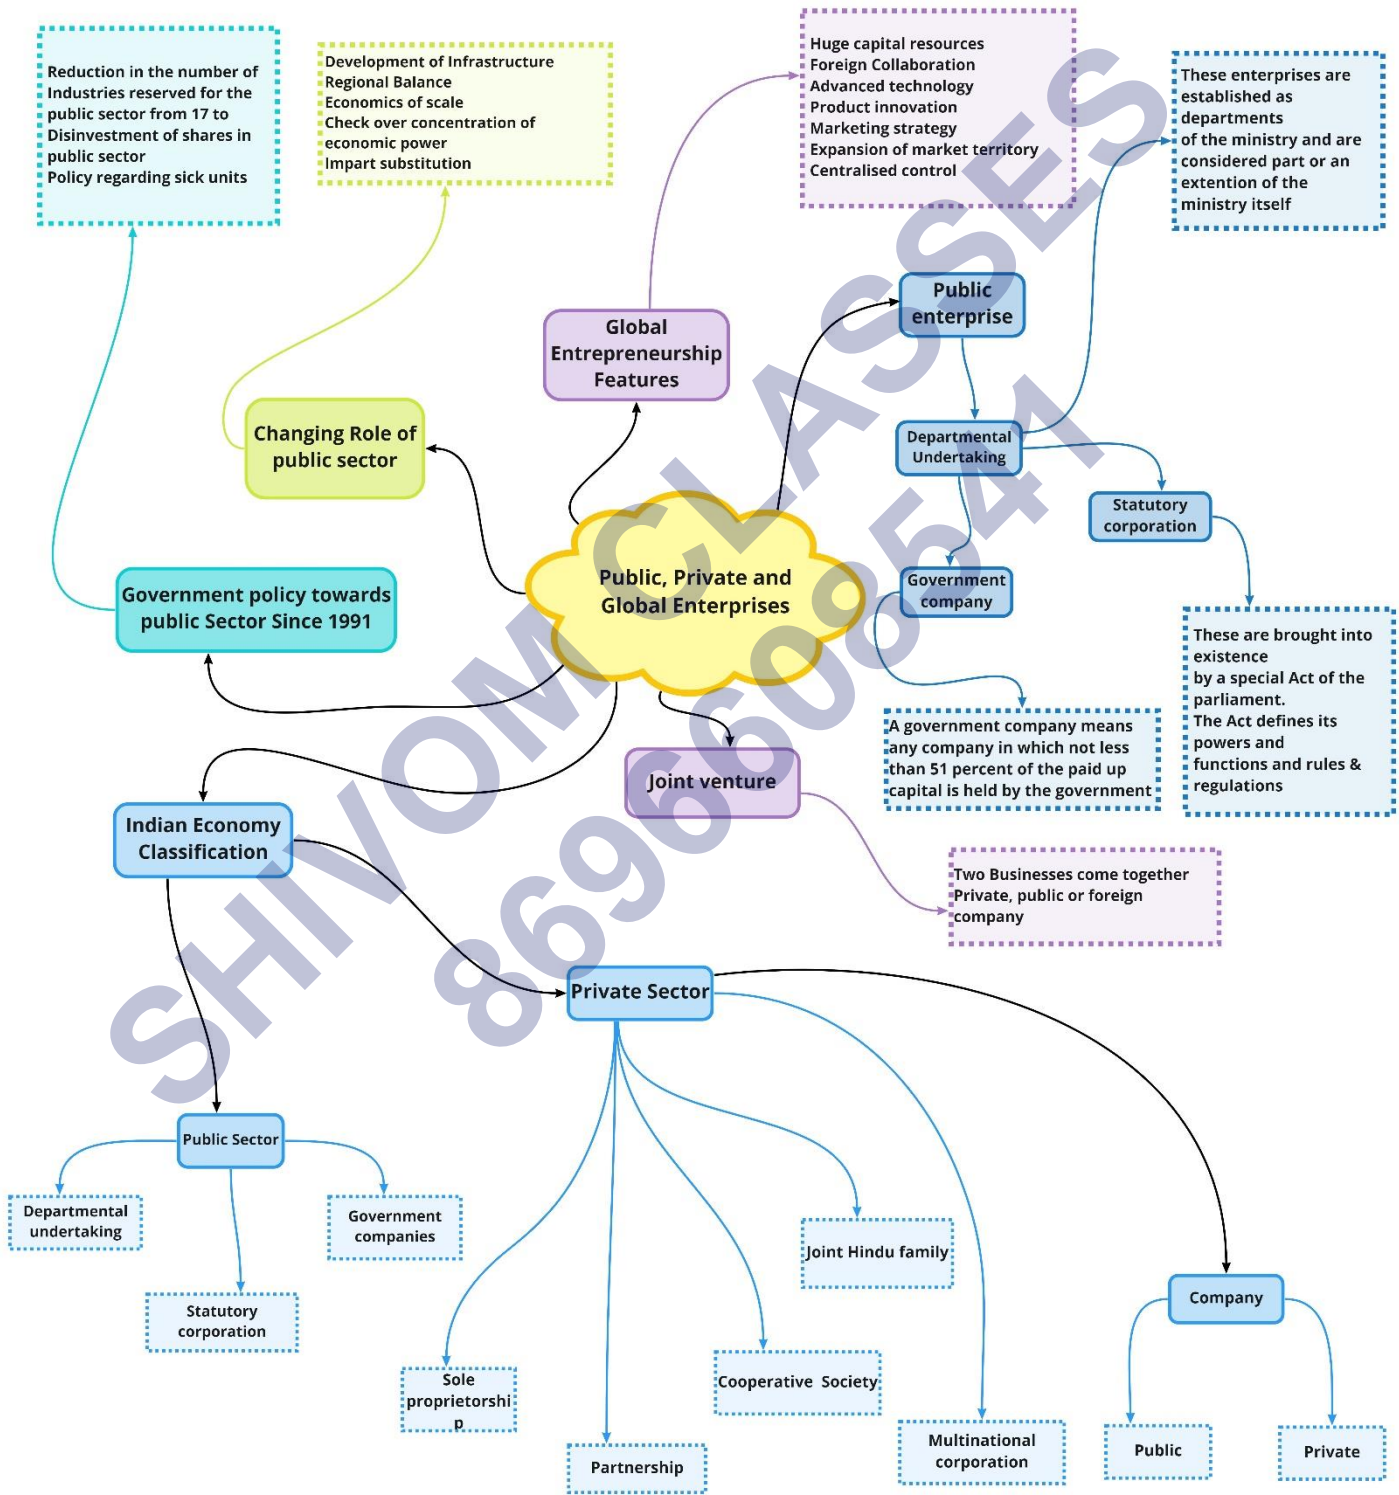 Reduction in the number of
Industries reserved for the
public sector from 17 to
Disinvestment of shares in
public sector
Policy regarding sick units
Development of Infrastructure
Regional Balance
Economics of scale
Check over concentration of
economic power
Impart substitution
Huge capital resources
Foreign Collaboration
Advanced technology
Product innovation
Marketing strategy
Expansion of market territory
Centralised control
These enterprises are
established as
departments
of the ministry and are
considered part or an
extention of the
ministry itself
Global
Entrepreneurship
Features
Public
enterprise
Changing Role of
public sector
Departmental
Undertaking
Statutory
corporation
Public, Private and
Global Enterprises
Government
company
Government policy towards
public Sector Since 1991
These are brought into
existence
by a special Act of the
parliament.
The Act defines its
powers and
functions and rules &
regulations
A government company means
any company in which not less
than 51 percent of the paid up
capital is held by the government
Joint venture
Indian Economy
Classification
Two Businesses come together
Private, public or foreign
company
Private Sector
Public Sector
Departmental
undertaking
Government
companies
Statutory
corporation
Joint Hindu family
Company
Sole
proprietorshi
p
Cooperative Society
Partnership
Multinational
corporation
Public
Private
SHIVOM CLASSES
8696608541